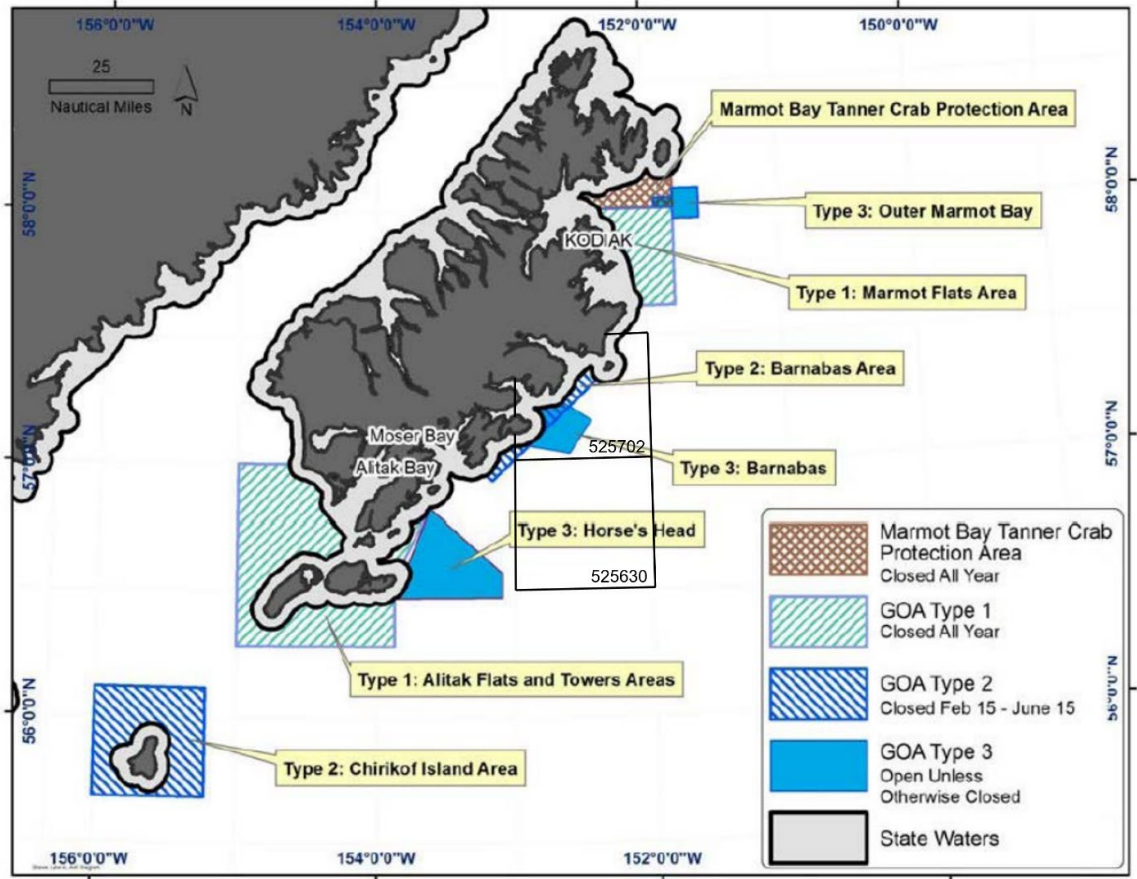 156°0'0"W
154°0'0"W
152°0'0"W
150°0'0"W
25
Nautical Miles
N
Marmot Bay Tanner Crab Protection Area
58°0'0"N
58°0'0"N
Type 3: Outer Marmot Bay
KODIAK
Type 1: Marmot Flats Area
Type 2: Barnabas Area
57°0'0"N
57°0'0"N
Moser Bay
525702
Alitak Bay
Type 3: Barnabas
Type 3: Horse's Head
525630
Marmot Bay Tanner Crab
Protection Area
Closed All Year
GOA Type 1
Closed All Year
Type 1: Alitak Flats and Towers Areas
GOA Type 2
Closed Feb 15 - June 15
56°0'0"N
56°0'0"N
Type 2: Chirikof Island Area
GOA Type 3
Open Unless
Otherwise Closed
State Waters
156°0'0"W
154°0'0"W
152°0'0"W